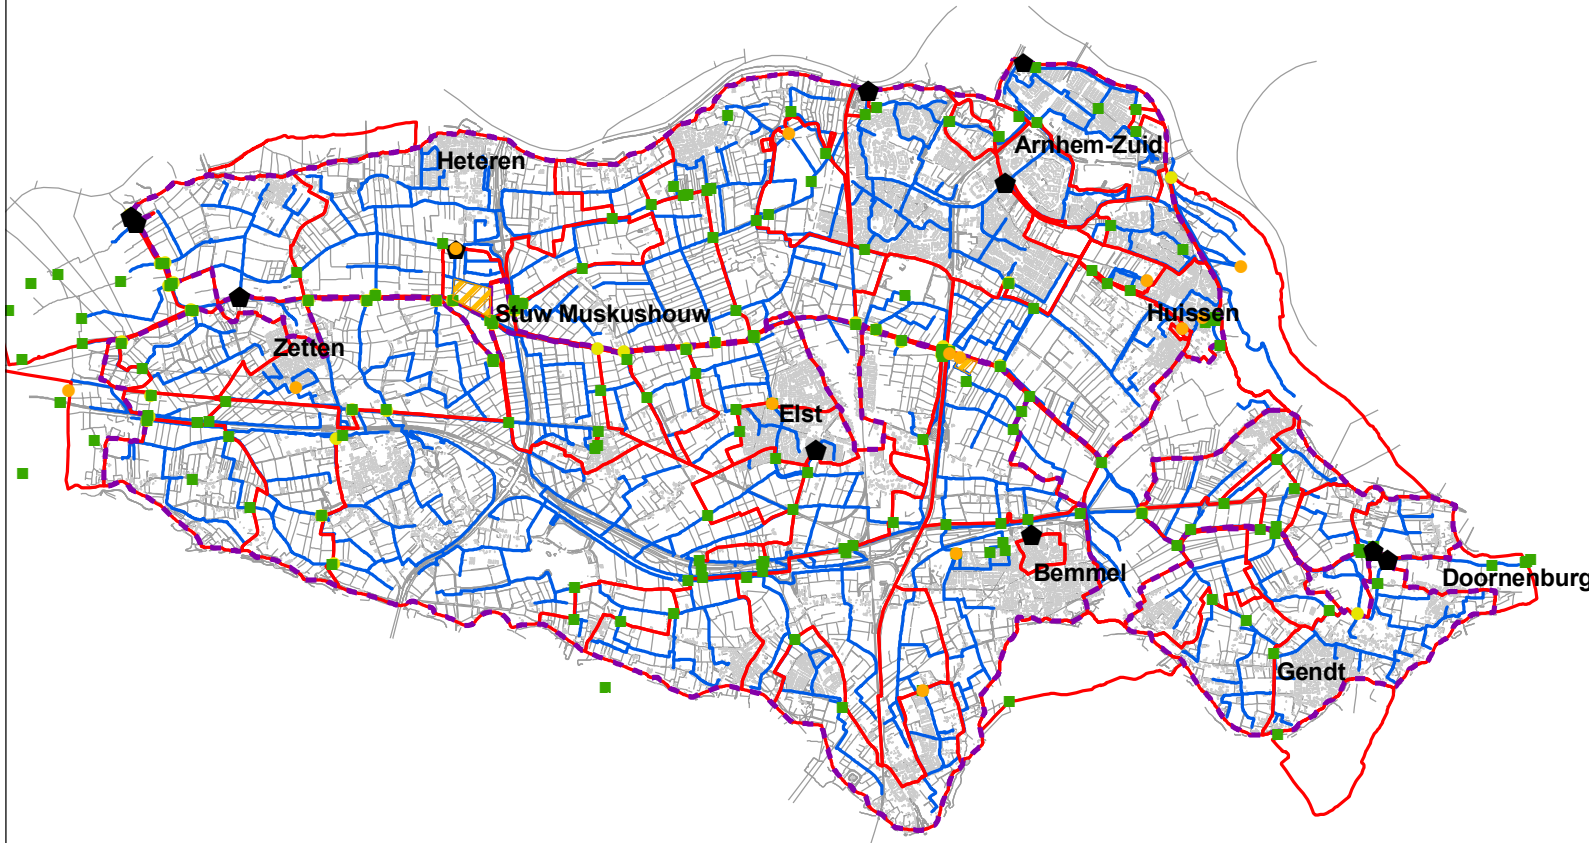 Arnhem-Zuid
Heteren
Stuw Muskushouw
Huissen
Zetten
Elst
Bemmel
Doornenburg
Gendt